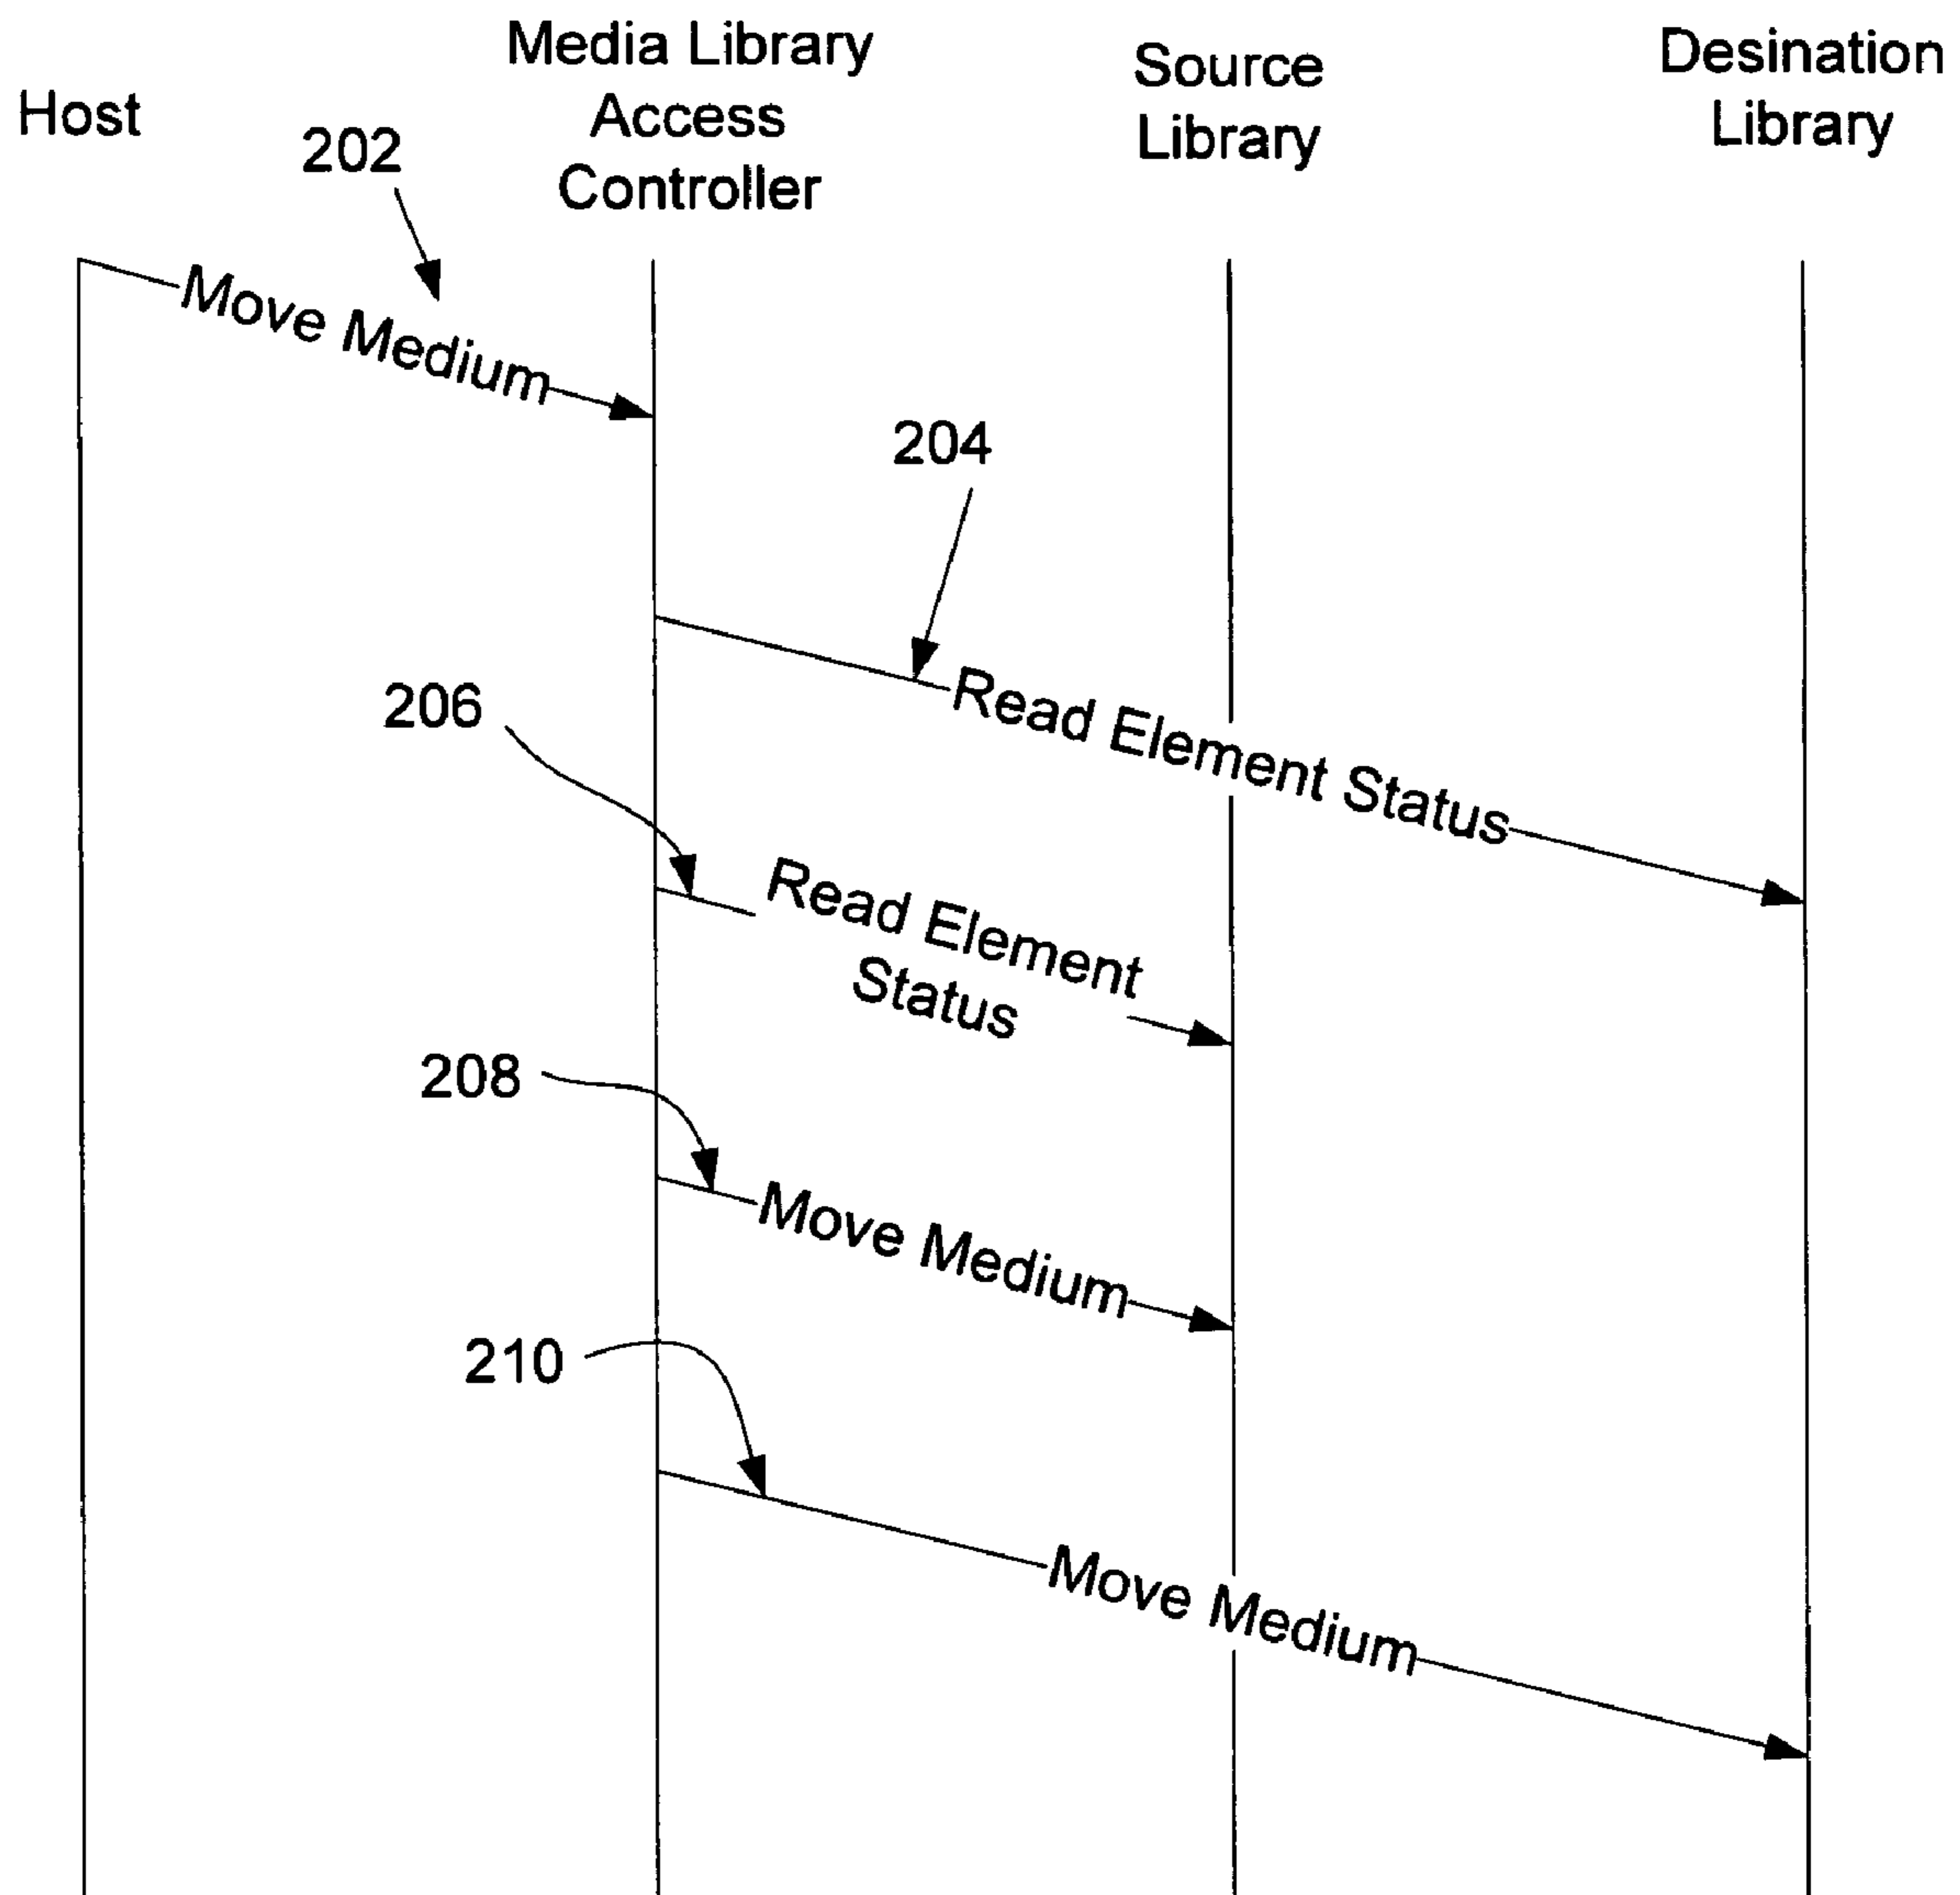 Host
Media Library
Access
Controller
Source
Library
Desination
Library
202
Move Medium
204
Read Element Status
206
Read Element
Status
208
Move Medium
210
Move Medium